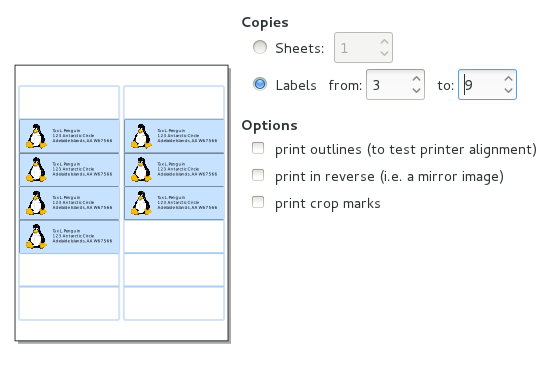 Copies
Sheets: 1
Labels from: 3 to: 9
Options
print outlines (to test printer alignment)
print in reverse (i.e. a mirror image)
print crop marks
Tux L Penguin
123 Antarctic Circle
Adelaide Islands, AA W67566
Tux L Penguin
123 Antarctic Circle
Adelaide Islands, AA W67566
Tux L Penguin
123 Antarctic Circle
Adelaide Islands, AA W67566
Tux L Penguin
123 Antarctic Circle
Adelaide Islands, AA W67566
Tux L Penguin
123 Antarctic Circle
Adelaide Islands, AA W67566
Tux L Penguin
123 Antarctic Circle
Adelaide Islands, AA W67566
Tux L Penguin
123 Antarctic Circle
Adelaide Islands, AA W67566